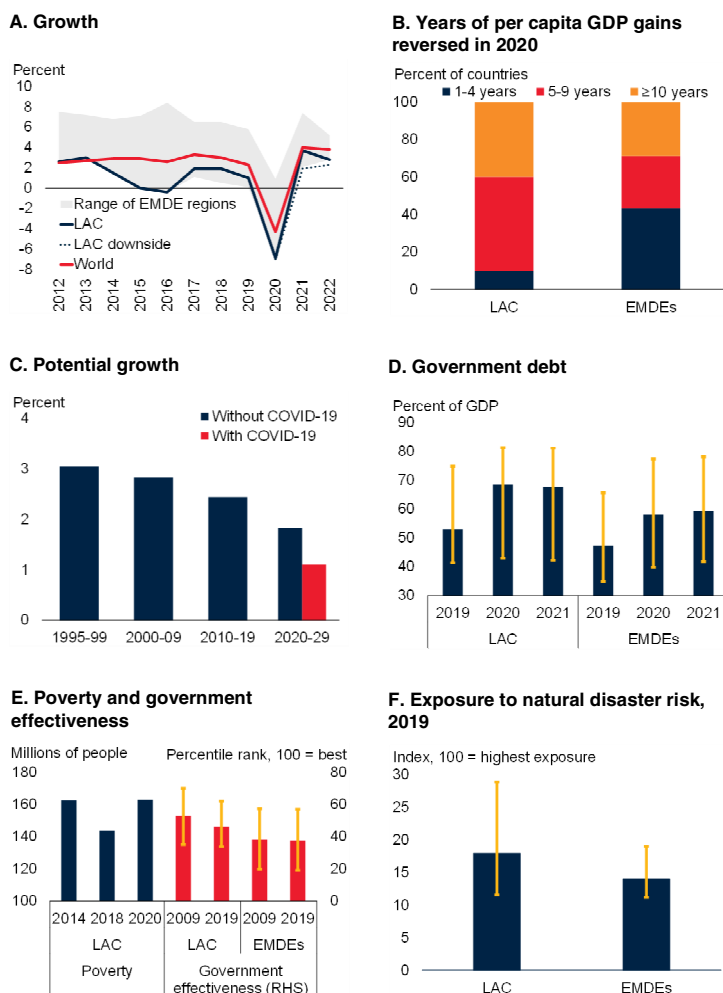 A. Growth
Percent
10
8
6
4
2
0
-2
-4
-6
-8
Range of EMDE regions
LAC
LAC downside
World
2012
2013
2014
2015
2016
2017
2018
2019
2020
2021
2022
B. Years of per capita GDP gains
reversed in 2020
Percent of countries
1-4 years 5-9 years ≥10 years
100
80
60
40
20
0
LAC EMDEs
C. Potential growth
Percent
4
3
2
1
0
Without COVID-19
With COVID-19
1995-99 2000-09 2010-19 2020-29
D. Government debt
Percent of GDP
90
80
70
60
50
40
30
2019 2020 2021 2019 2020 2021
LAC EMDEs
E. Poverty and government
effectiveness
Millions of people Percentile rank, 100 = best
180 80
160 60
140 40
120 20
100 0
2014 2018 2020 2009 2019 2009 2019
LAC LAC EMDEs
Poverty Government
effectiveness (RHS)
F. Exposure to natural disaster risk,
2019
Index, 100 = highest exposure
30
25
20
15
10
5
0
LAC EMDEs